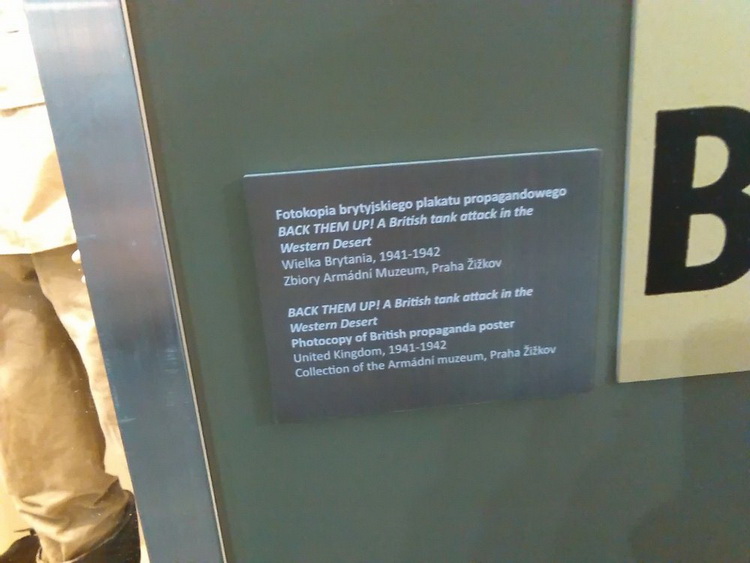 Fotokopia brytyjskiego plakatu propagandowego
BACK THEM UP! A British tank attack in the
Western Desert
Wielka Brytania, 1941-1942
Zbiory Armádní Muzeum, Praha Žižkov
BACK THEM UP! A British tank attack in the
Western Desert
Photocopy of British propaganda poster
United Kingdom, 1941-1942
Collection of the Armádní muzeum, Praha Žižkov
B